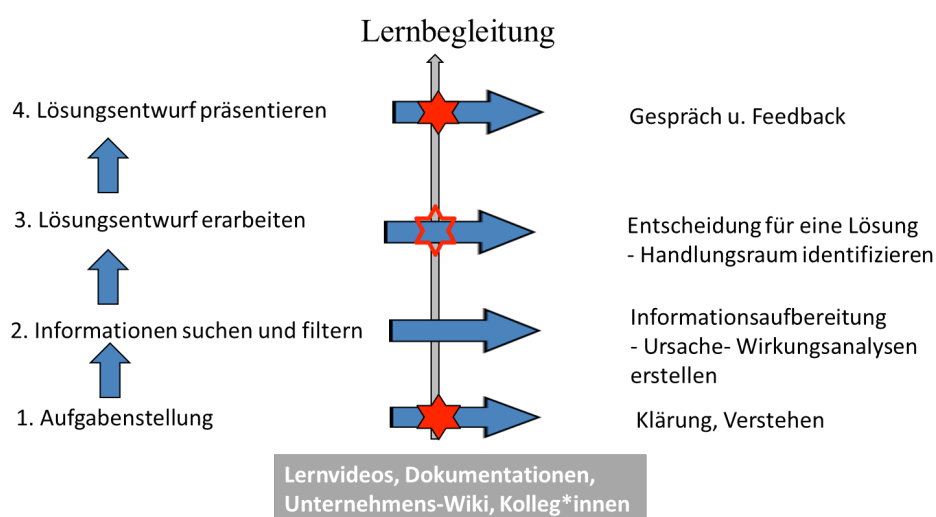 Lernbegleitung
4. Lösungsentwurf präsentieren
Gespräch u. Feedback
3. Lösungsentwurf erarbeiten
Entscheidung für eine Lösung
- Handlungsraum identifizieren
2. Informationen suchen und filtern
Informationsaufbereitung
- Ursache- Wirkungsanalysen
erstellen
1. Aufgabenstellung
Klärung, Verstehen
Lernvideos, Dokumentationen,
Unternehmens-Wiki, Kolleg*innen